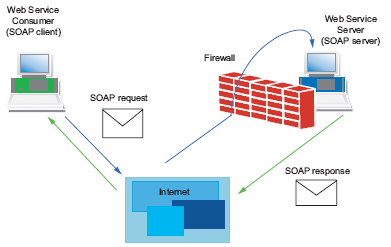 Web Service
Consumer
(SOAP client)
Web Service
Server
(SOAP server)
Firewall
SOAP request
SOAP response
Internet